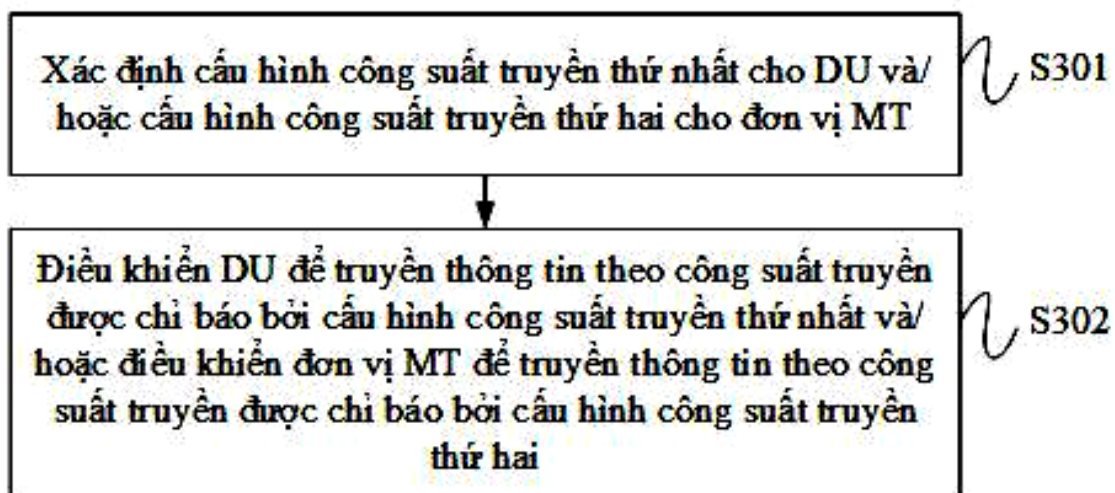 Xác định cấu hình công suất truyền thứ nhất cho DU và/
hoặc cấu hình công suất truyền thứ hai cho đơn vị MT
S301
Điều khiển DU để truyền thông tin theo công suất truyền
được chỉ báo bởi cấu hình công suất truyền thứ nhất và/
hoặc điều khiển đơn vị MT để truyền thông tin theo công
suất truyền được chỉ báo bởi cấu hình công suất truyền
thứ hai
S302